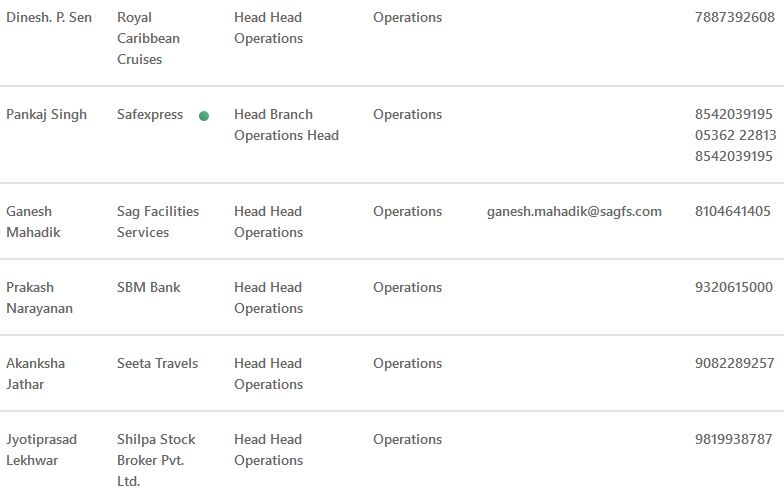 Dinesh. P. Sen Royal Head Head Operations 7887392608
Caribbean Operations
Cruises
Pankaj Singh Safexpress Head Branch Operations 8542039195
Operations Head 05362 22813
8542039195
Ganesh Sag Facilities Head Head Operations ganesh.mahadik@sagfs.com 8104641405
Mahadik Services Operations
Prakash SBM Bank Head Head Operations 9320615000
Narayanan Operations
Akanksha Seeta Travels Head Head Operations 9082289257
Jathar Operations
Jyotiprasad Shilpa Stock Head Head Operations 9819938787
Lekhwar Broker Pvt. Operations
Ltd.